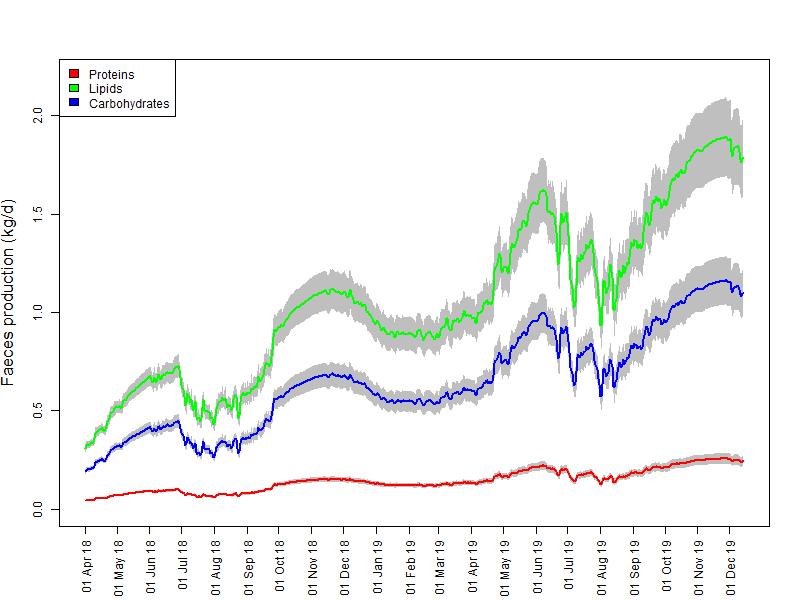 Proteins
Lipids
Carbohydrates
Faeces production (kg/d)
2.0
1.5
1.0
0.5
0.0
01 Apr 18
01 May 18
01 Jun 18
01 Jul 18
01 Aug 18
01 Sep 18
01 Oct 18
01 Nov 18
01 Dec 18
01 Jan 19
01 Feb 19
01 Mar 19
01 Apr 19
01 May 19
01 Jun 19
01 Jul 19
01 Aug 19
01 Sep 19
01 Oct 19
01 Nov 19
01 Dec 19